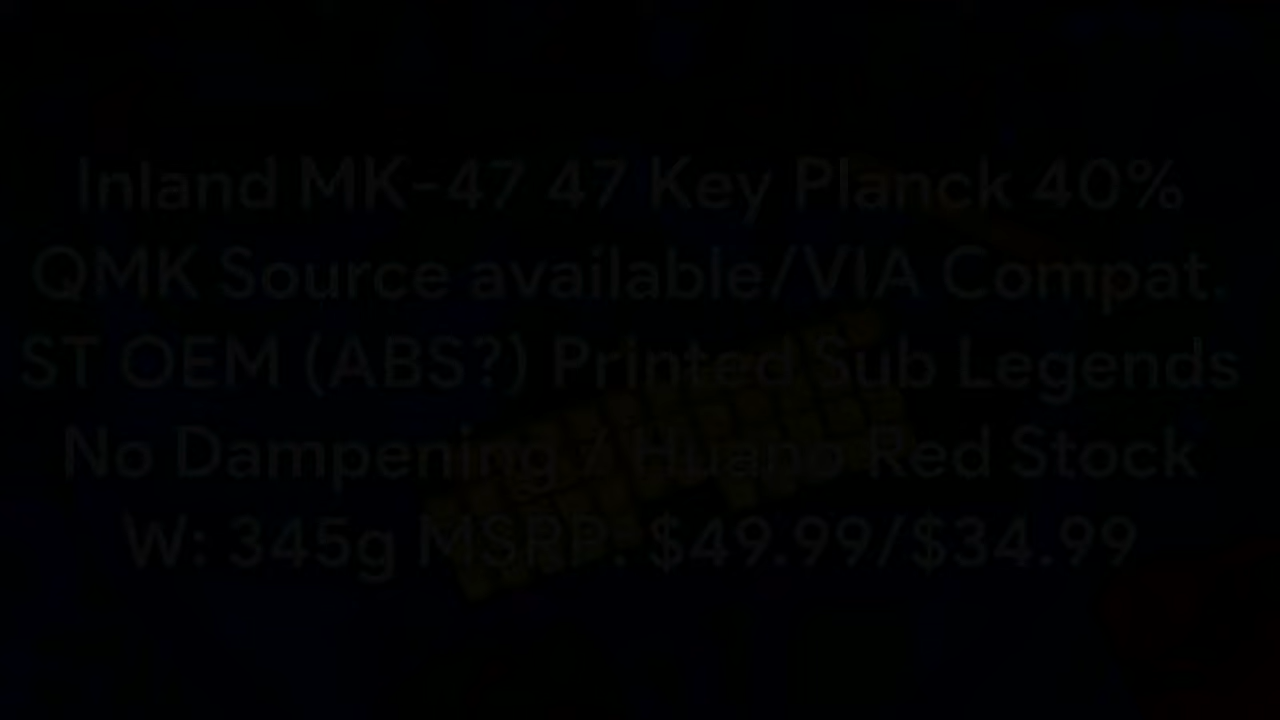 Inland MK-47 47 Key Planck 40%
QMK Source available/VIA Compat.
ST OEM (ABS?) Printed Sub Legends
No Dampening / Huano Red Stock
W: 345g MSRP: $49.99/$34.99